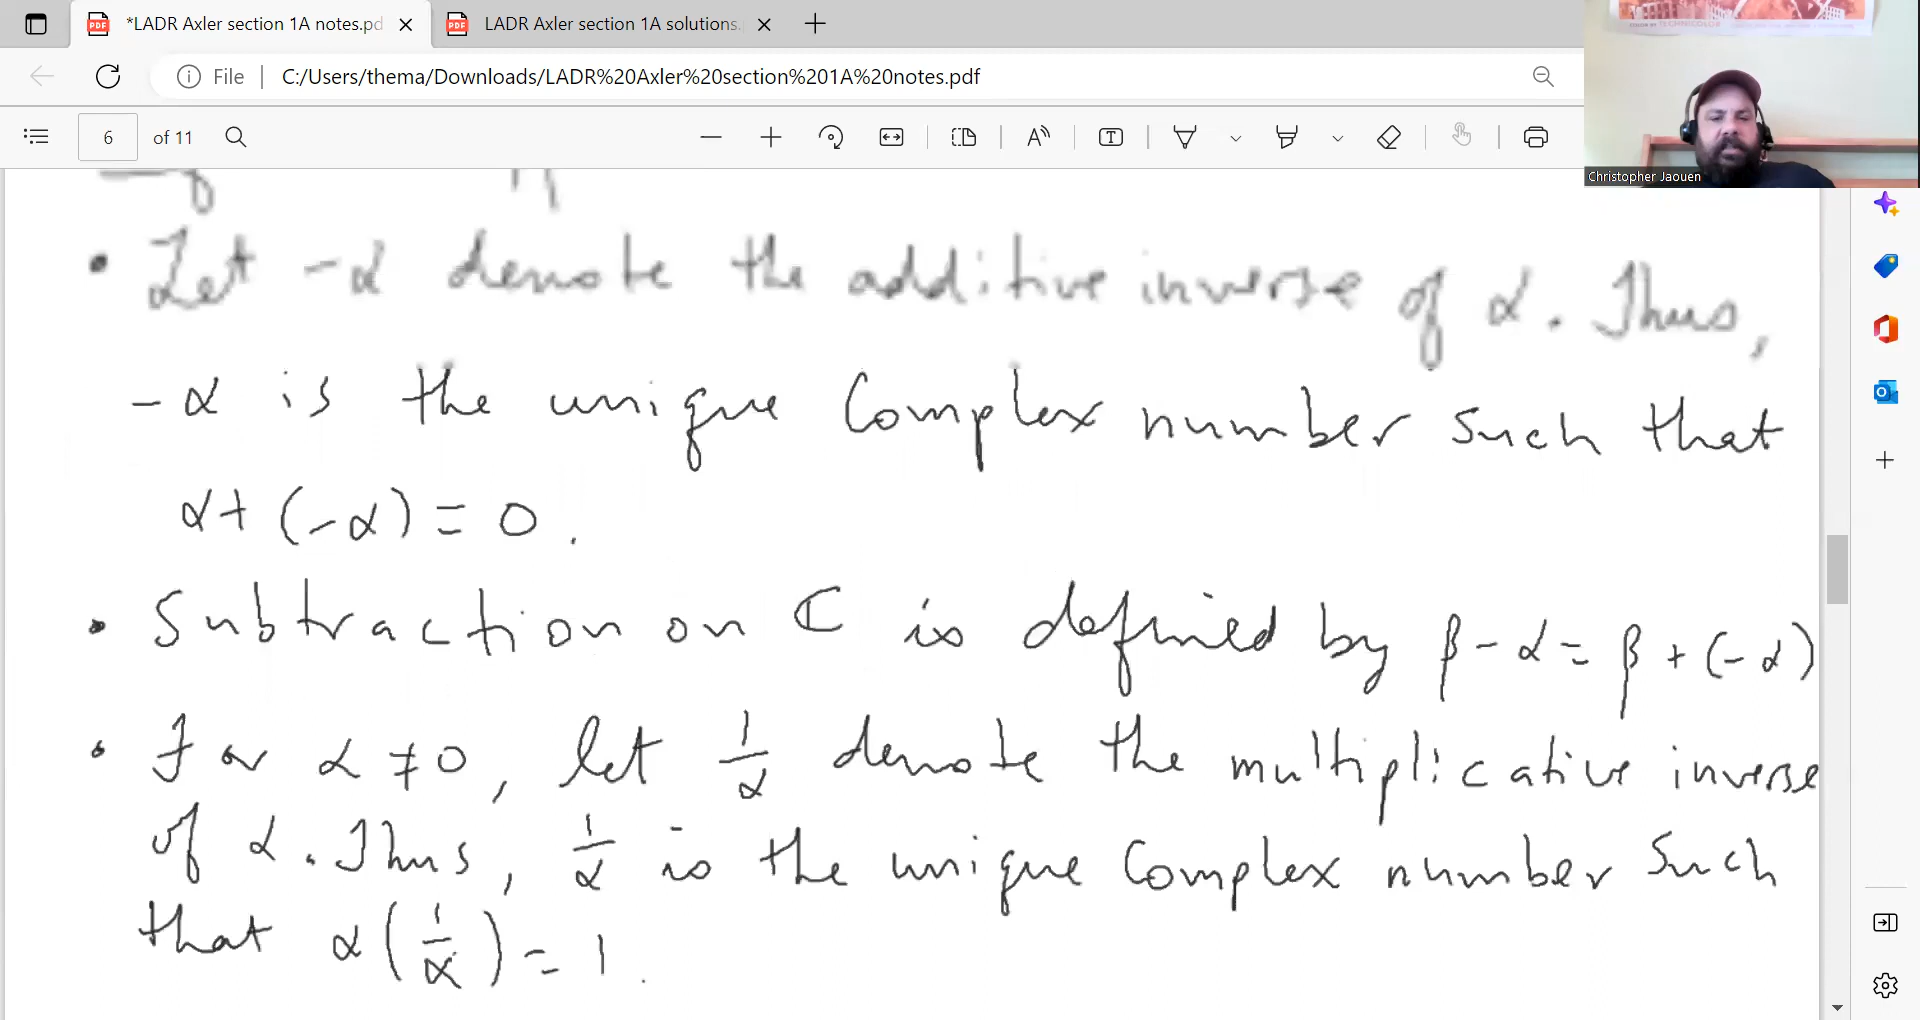 *LADR Axler section 1A notes.pd
LADR Axler section 1A solutions.
File
C:/Users/thema/Downloads/LADR%20Axler%20section%201A%20notes.pdf
6 of 11
Christopher Jaouen
• Let -α denote the additive inverse of α. Thus,
-α is the unique complex number such that
α+(-α) = 0.
• Subtraction on ℂ is defined by β-α = β+(-α)
• For α≠0, let 1/α denote the multiplicative inverse
of α. Thus, 1/α is the unique complex number such
that α(1/α) = 1.